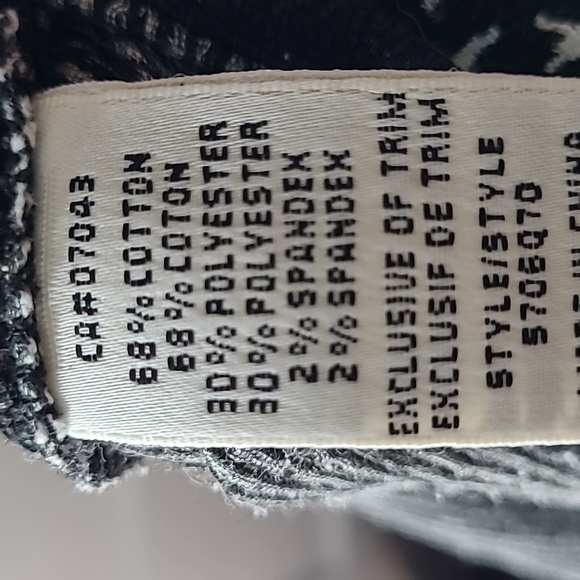 CA#07043
68% COTTON
68% COTON
30% POLYESTER
30% POLYESTER
2% SPANDEX
2% SPANDEX
EXCLUSIVE OF TRIM
EXCLUSIF DE TRIM
STYLE/STYLE
5706Q70